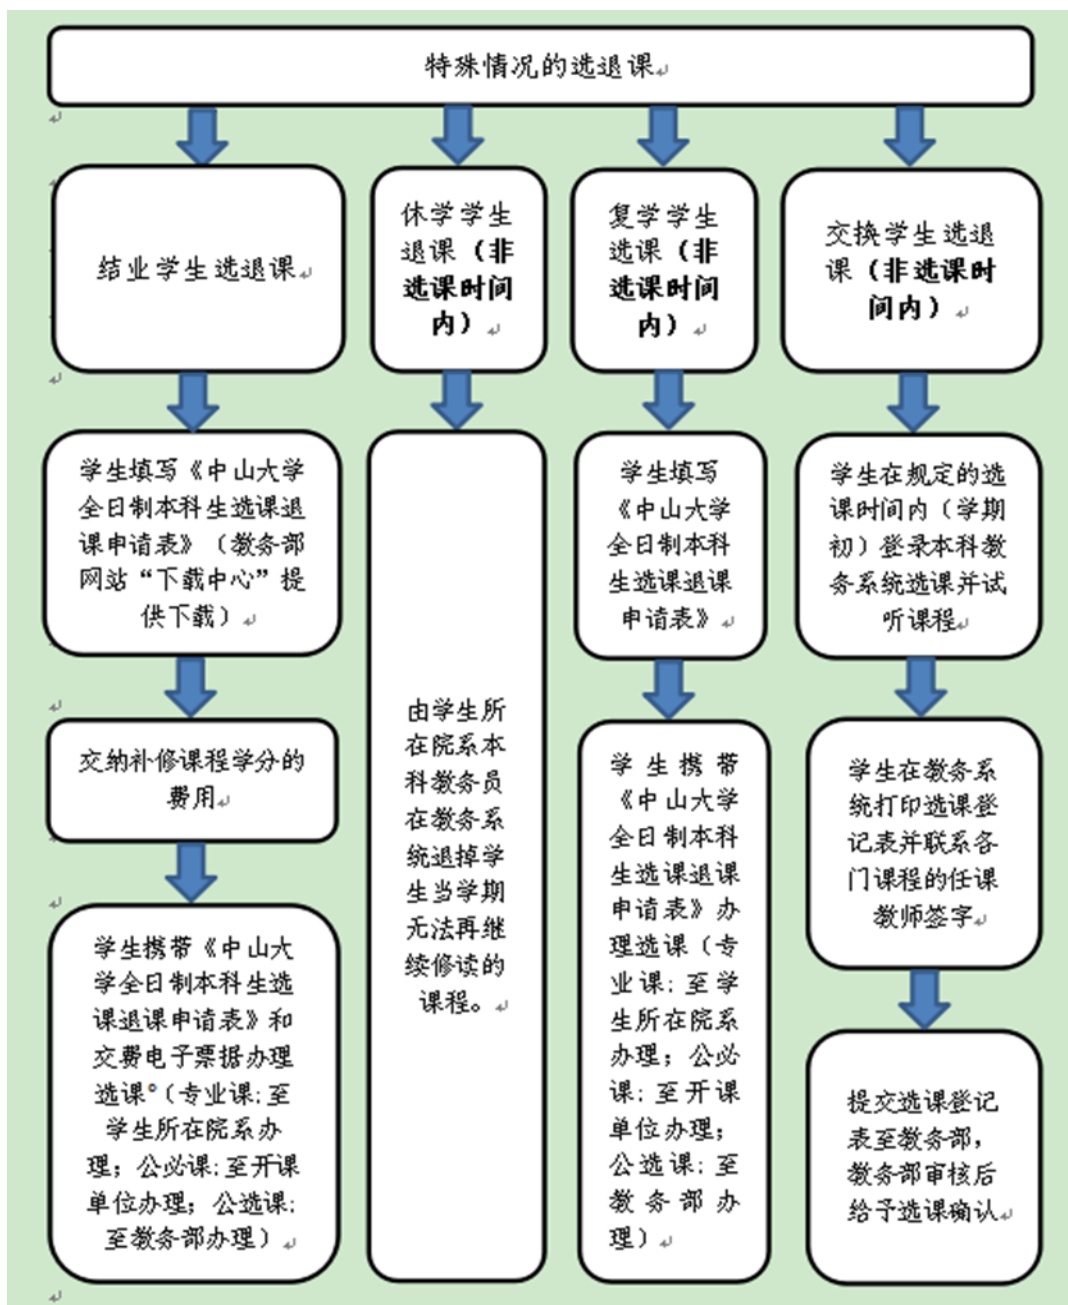 特殊情况的选退课
结业学生选退课
学生填写《中山大学
全日制本科生选课退
课申请表》（教务部
网站“下载中心”提
供下载）
交纳补修课程学分的
费用
学生携带《中山大
学全日制本科生选
课退课申请表》和
交费电子票据办理
选课。（专业课：至
学生所在院系办
理；公必课：至开课
单位办理；公选课：
至教务部办理）
休学学生
退课（非
选课时间
内）
由学生所
在院系本
科教务员
在教务系
统退掉学
生当学期
无法再继
续修读的
课程。
复学学生
选课（非
选课时间
内）
学生填写
《中山大学
全日制本科
生选课退课
申请表》
学生携带
《中山大学
全日制本科
生选课退课
申请表》办
理选课（专
业课：至学
生所在院系
办理；公必
课：至开课
单位办理；
公选课：至
教务部办
理）
交换学生选退
课（非选课时
间内）
学生在规定的选
课时间内（学期
初）登录本科教
务系统选课并试
听课程
学生在教务系
统打印选课登
记表并联系各
门课程的任课
教师签字
提交选课登记
表至教务部，
教务部审核后
给予选课确认